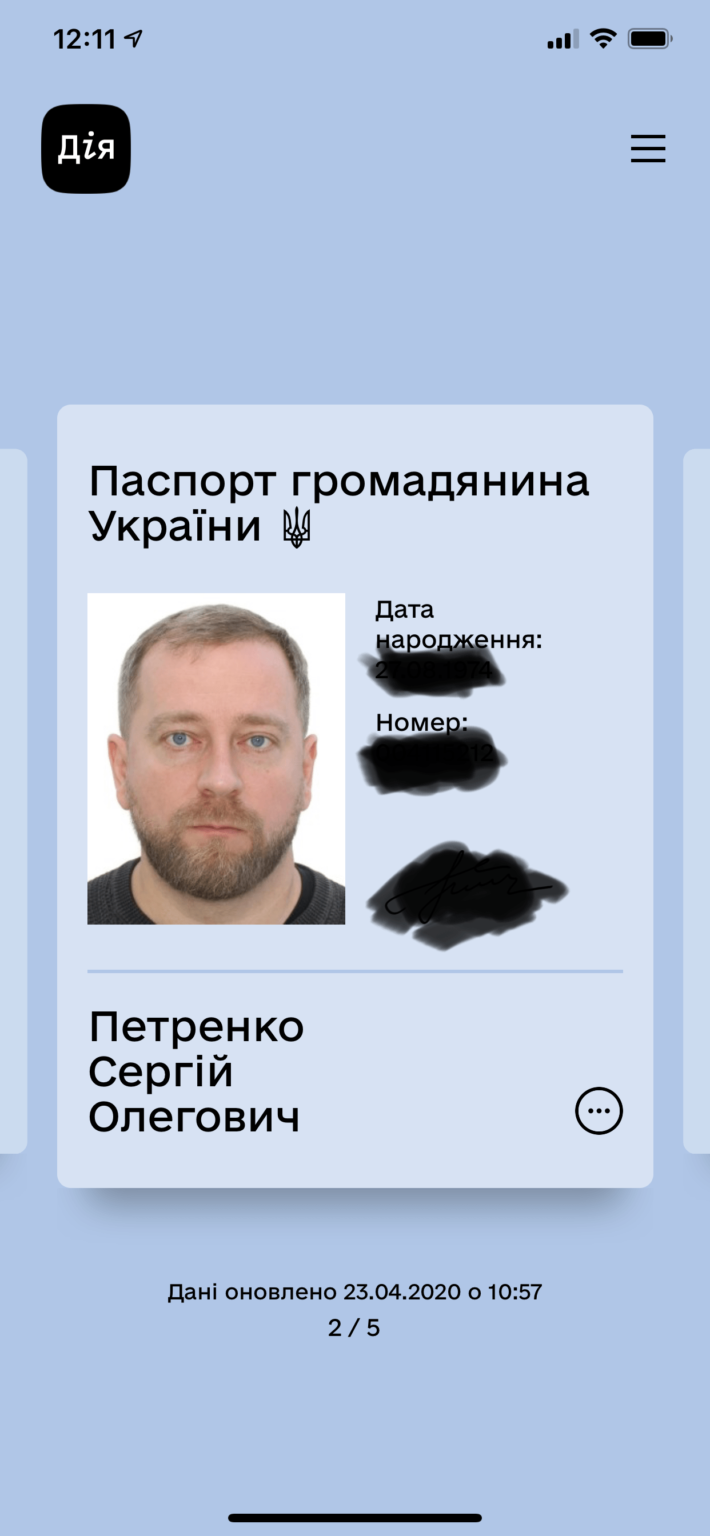 12:11
Дія
Паспорт громадянина
України
Дата
народження:
Номер:
Петренко
Сергій
Олегович
Дані оновлено 23.04.2020 о 10:57
2 / 5